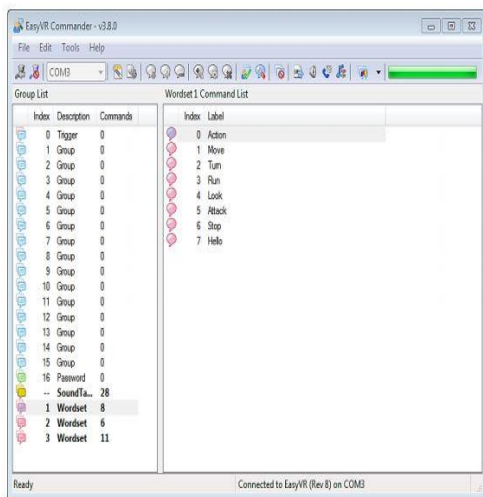 EasyVR Commander - v3.8.0
File Edit Tools Help
COM3
Group List
Index Description Commands
0 Trigger 0
1 Group 0
2 Group 0
3 Group 0
4 Group 0
5 Group 0
6 Group 0
7 Group 0
8 Group 0
9 Group 0
10 Group 0
11 Group 0
12 Group 0
13 Group 0
14 Group 0
15 Group 0
16 Password 0
-- SoundTa... 28
1 Wordset 8
2 Wordset 6
3 Wordset 11
Wordset 1 Command List
Index Label
0 Action
1 Move
2 Turn
3 Run
4 Look
5 Attack
6 Stop
7 Hello
Ready
Connected to EasyVR (Rev 8) on COM3